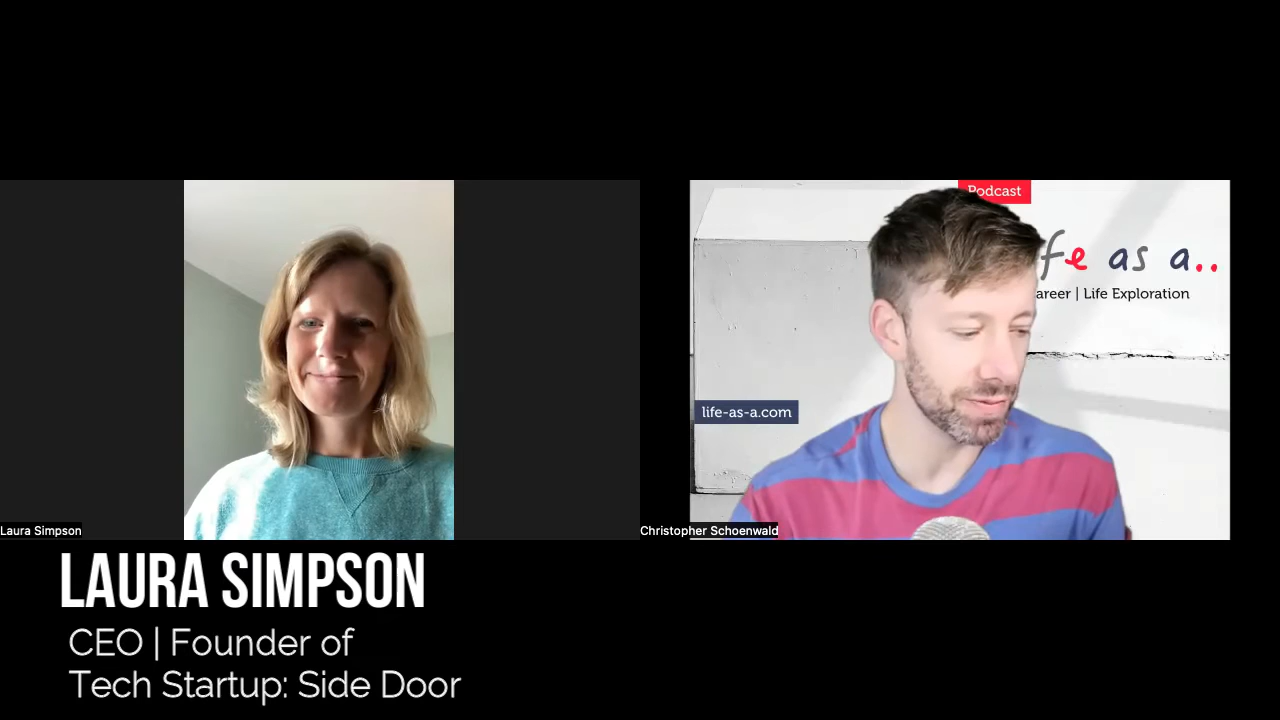 Podcast
fe as a..
areer | Life Exploration
life-as-a.com
Laura Simpson
Christopher Schoenwald
LAURA SIMPSON
CEO | Founder of
Tech Startup: Side Door